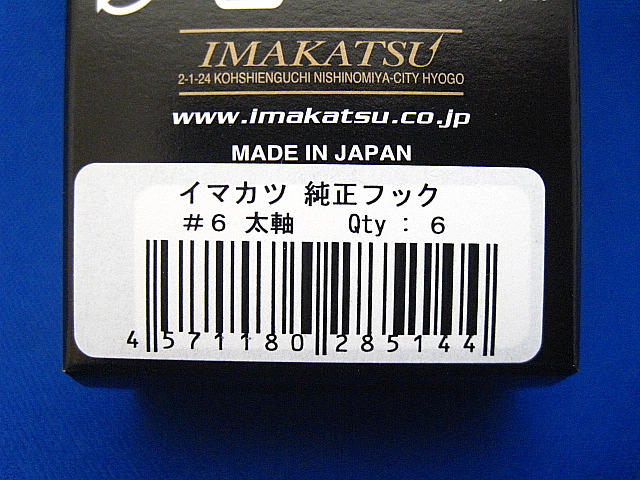 IMAKATSU
2-1-24 KOHSHIENGUCHI NISHINOMIYA-CITY HYOGO
www.imakatsu.co.jp
MADE IN JAPAN
イマカツ 純正フック
#6 太軸 Qty : 6
4 571180 285144